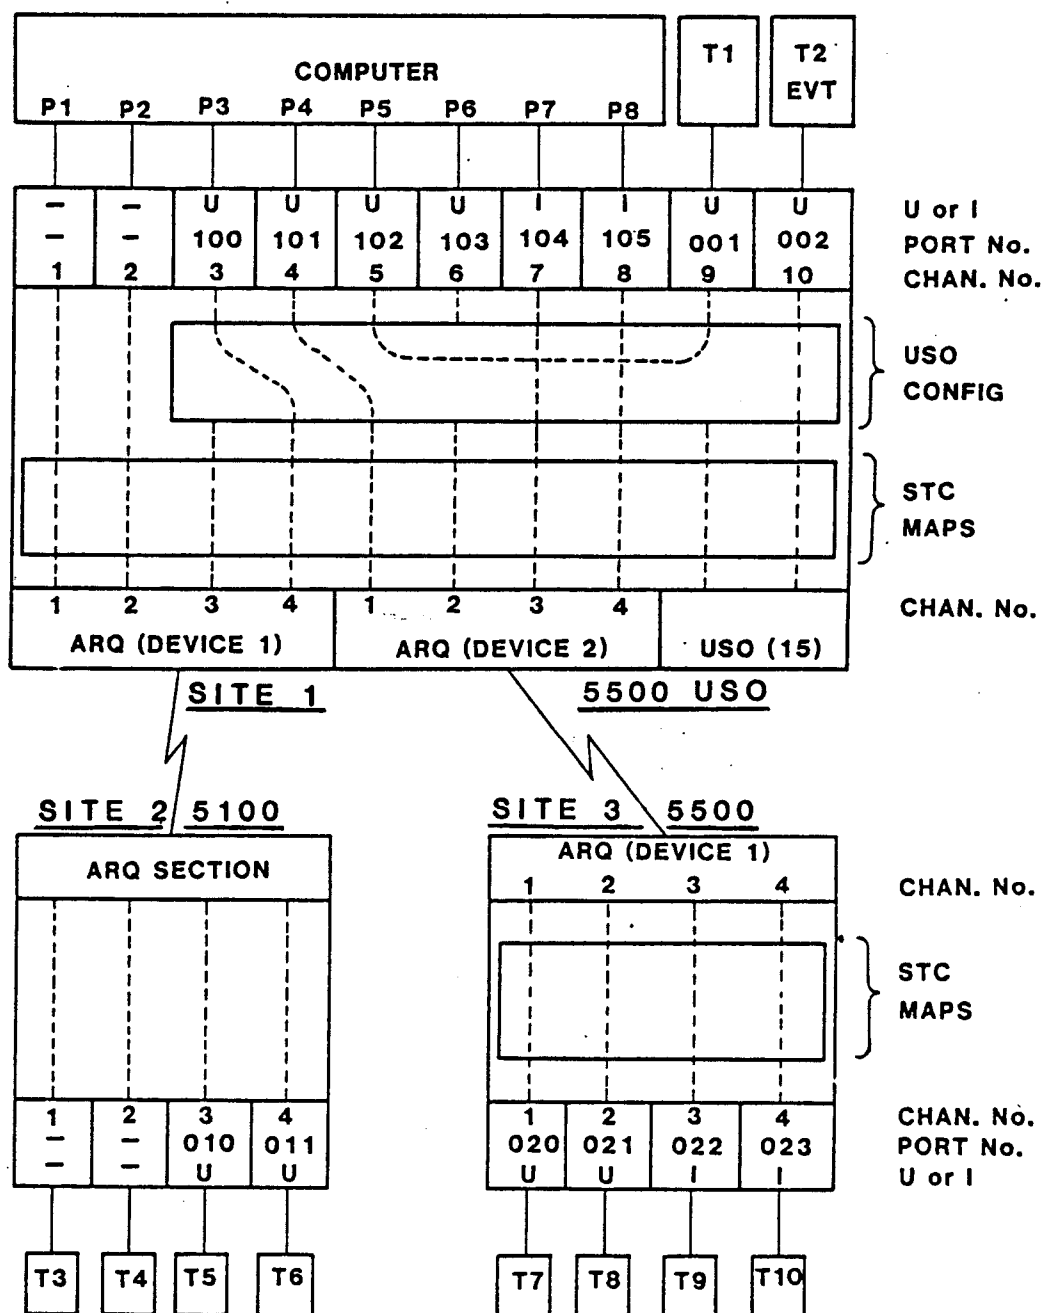 COMPUTER T1 T2
EVT
P1 P2 P3 P4 P5 P6 P7 P8
– – U U U U I I U U U or I
– – 100 101 102 103 104 105 001 002 PORT No.
1 2 3 4 5 6 7 8 9 10 CHAN. No.
USO
CONFIG
STC
MAPS
1 2 3 4 1 2 3 4 CHAN. No.
ARQ (DEVICE 1) ARQ (DEVICE 2) USO (15)
SITE 1 5500 USO
SITE 2 5100 SITE 3 5500
ARQ SECTION ARQ (DEVICE 1)
1 2 3 4 CHAN. No.
STC
MAPS
1 2 3 4 1 2 3 4 CHAN. No.
– – 010 011 020 021 022 023 PORT No.
– – U U U U I I U or I
T3 T4 T5 T6 T7 T8 T9 T10